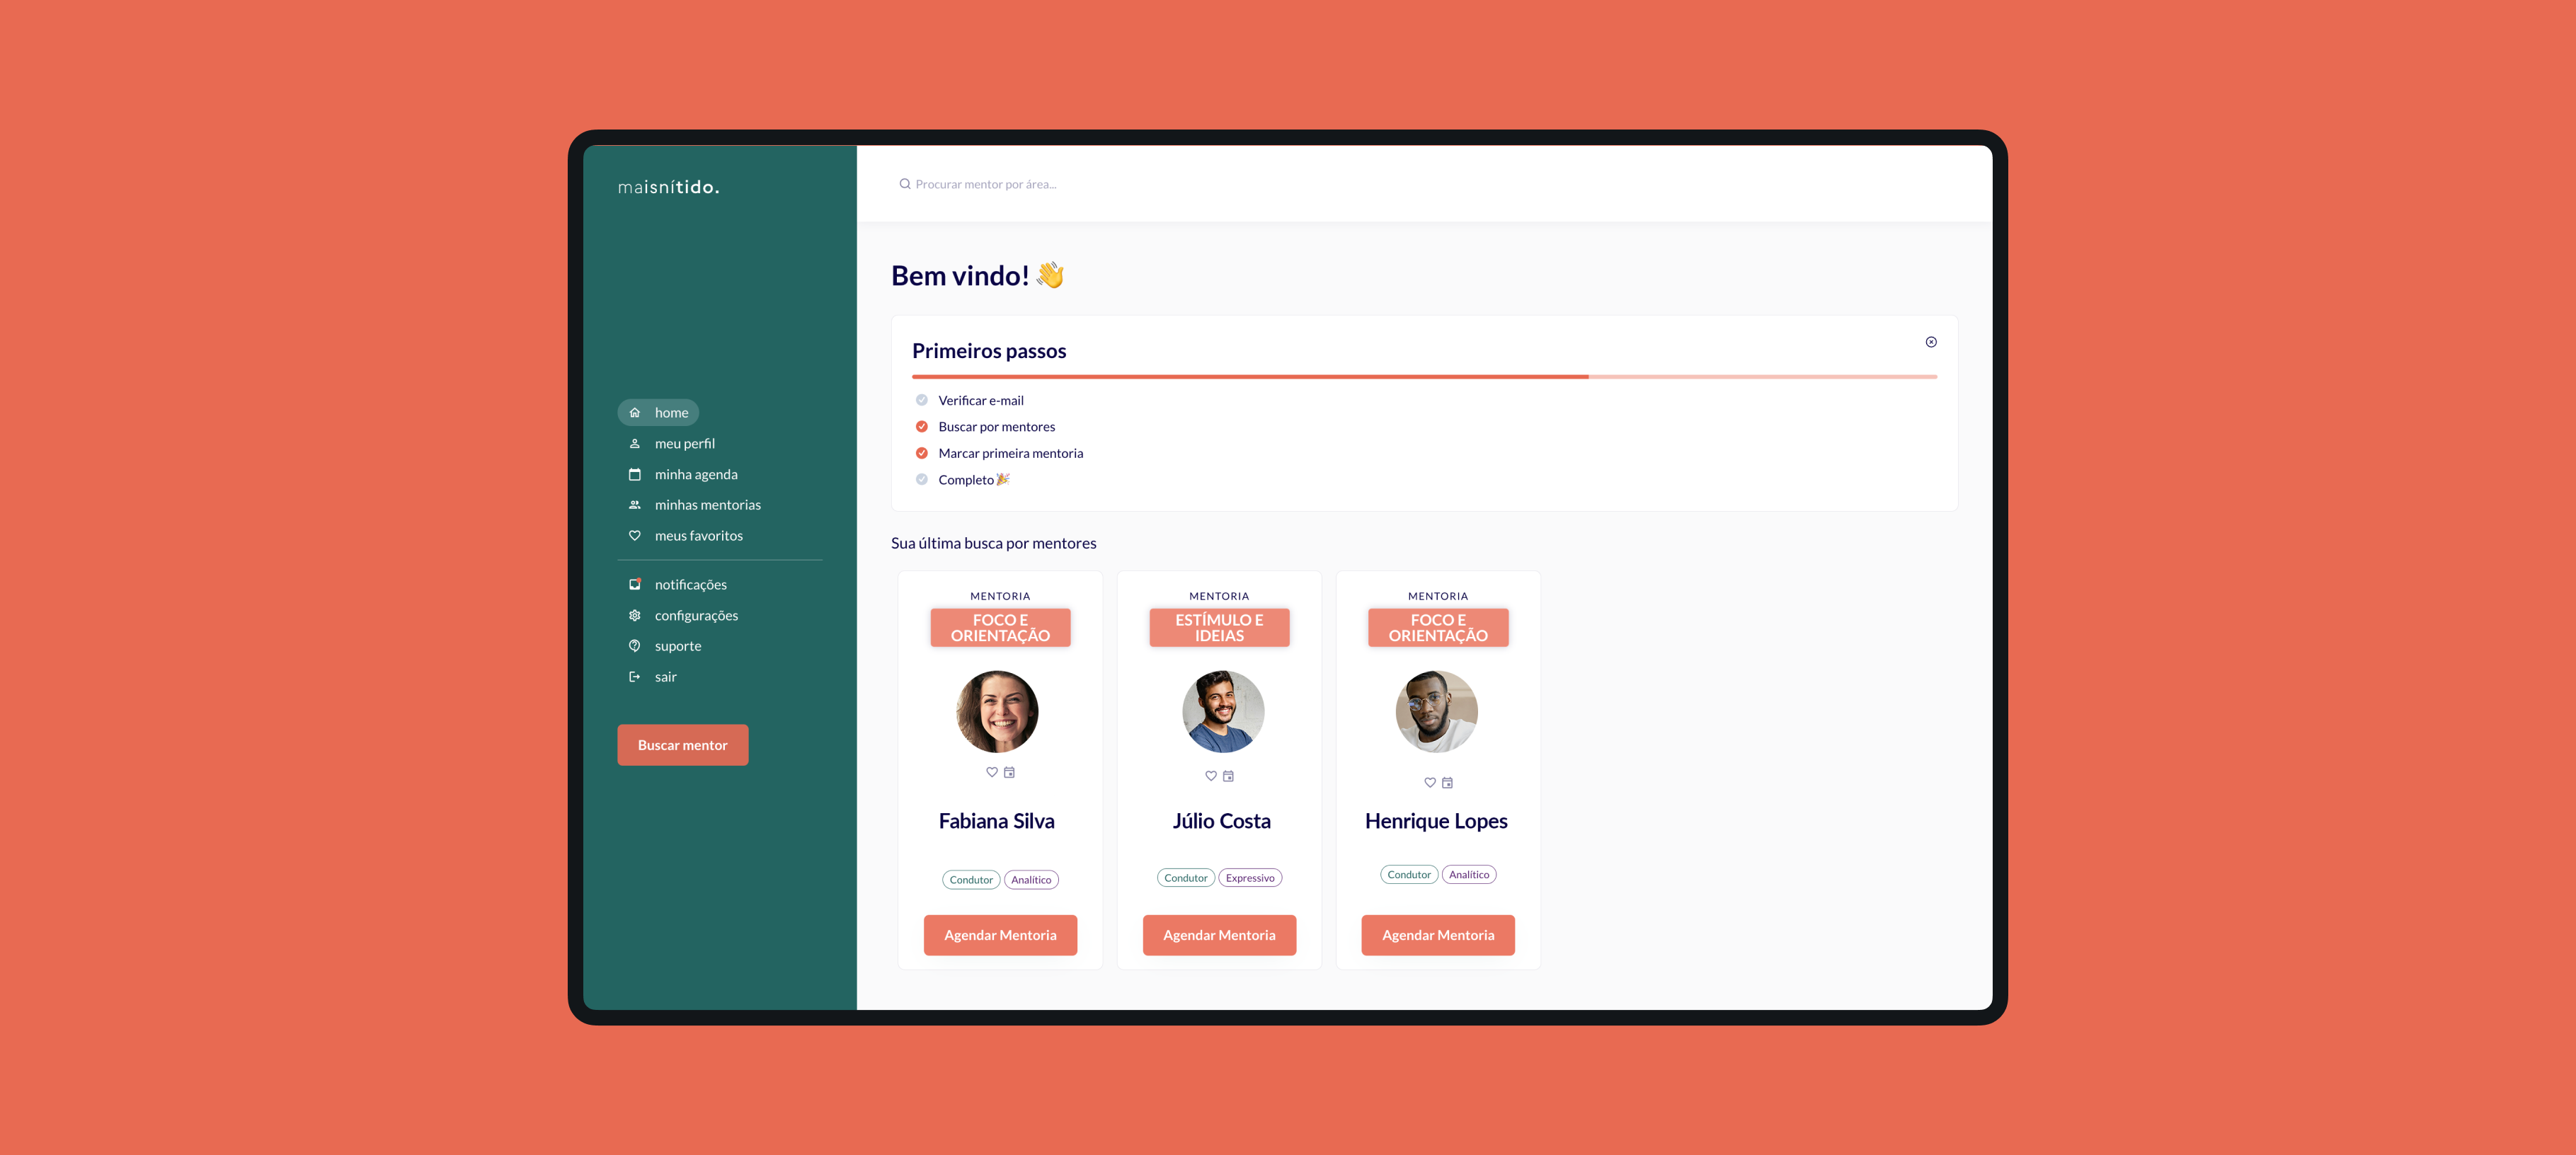 maisnítido.
home
meu perfil
minha agenda
minhas mentorias
meus favoritos
notificações
configurações
suporte
sair
Buscar mentor
Procurar mentor por área...
Bem vindo! 👋
Primeiros passos
Verificar e-mail
Buscar por mentores
Marcar primeira mentoria
Completo 🎉
Sua última busca por mentores
MENTORIA
FOCO E
ORIENTAÇÃO
Fabiana Silva
Condutor Analítico
Agendar Mentoria
MENTORIA
ESTÍMULO E
IDEIAS
Júlio Costa
Condutor Expressivo
Agendar Mentoria
MENTORIA
FOCO E
ORIENTAÇÃO
Henrique Lopes
Condutor Analítico
Agendar Mentoria